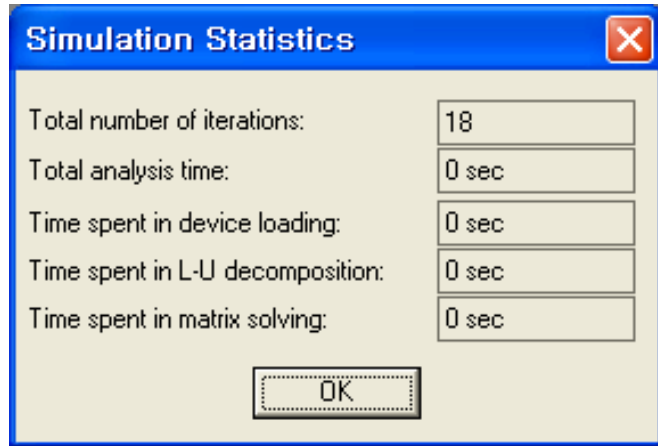 Simulation Statistics
Total number of iterations: 18
Total analysis time: 0 sec
Time spent in device loading: 0 sec
Time spent in L-U decomposition: 0 sec
Time spent in matrix solving: 0 sec
OK